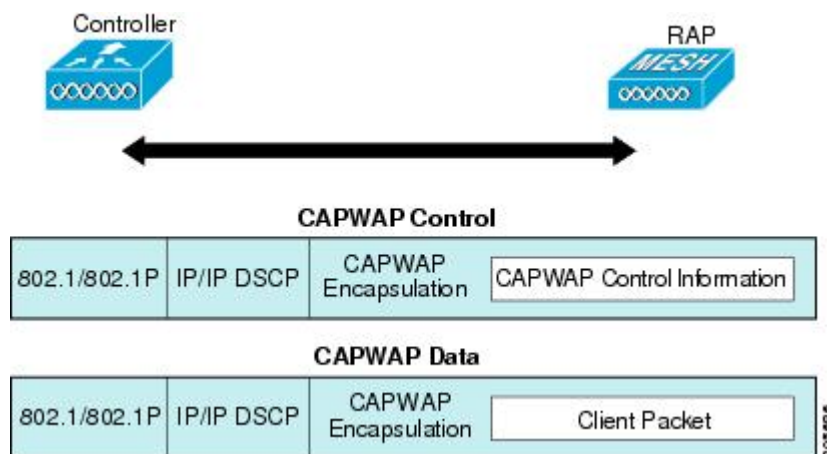 Controller
RAP
MESH
CAPWAP Control
802.1/802.1P IP/IP DSCP CAPWAP Encapsulation CAPWAP Control Information
CAPWAP Data
802.1/802.1P IP/IP DSCP CAPWAP Encapsulation Client Packet